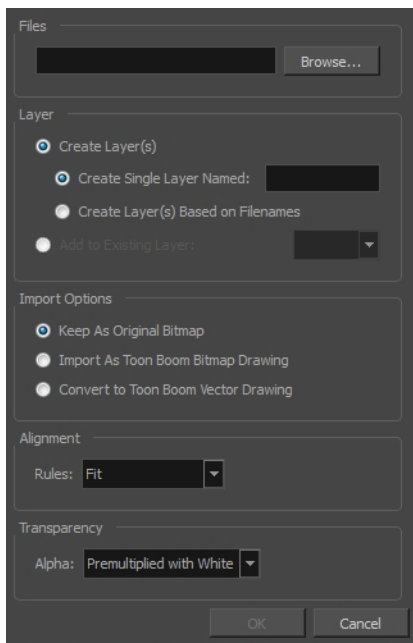 Files
Browse...
Layer
Create Layer(s)
Create Single Layer Named:
Create Layer(s) Based on Filenames
Add to Existing Layer:
Import Options
Keep As Original Bitmap
Import As Toon Boom Bitmap Drawing
Convert to Toon Boom Vector Drawing
Alignment
Rules: Fit
Transparency
Alpha: Premultiplied with White
OK Cancel